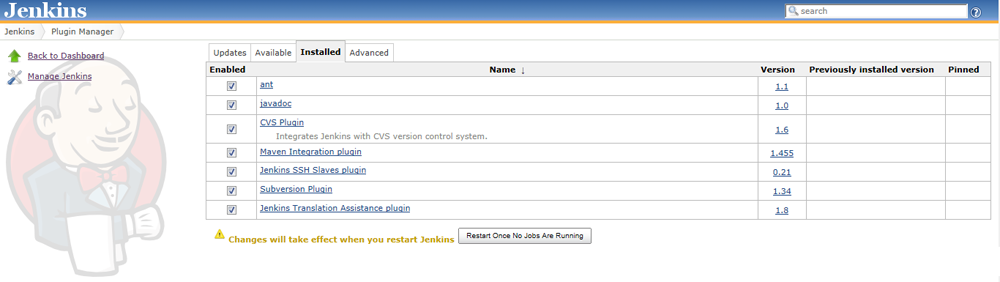 Jenkins
search
Jenkins Plugin Manager
Back to Dashboard
Manage Jenkins
Updates Available Installed Advanced
Enabled Name ↓ Version Previously installed version Pinned
ant 1.1
javadoc 1.0
CVS Plugin 1.6
Integrates Jenkins with CVS version control system.
Maven Integration plugin 1.455
Jenkins SSH Slaves plugin 0.21
Subversion Plugin 1.34
Jenkins Translation Assistance plugin 1.8
Changes will take effect when you restart Jenkins Restart Once No Jobs Are Running